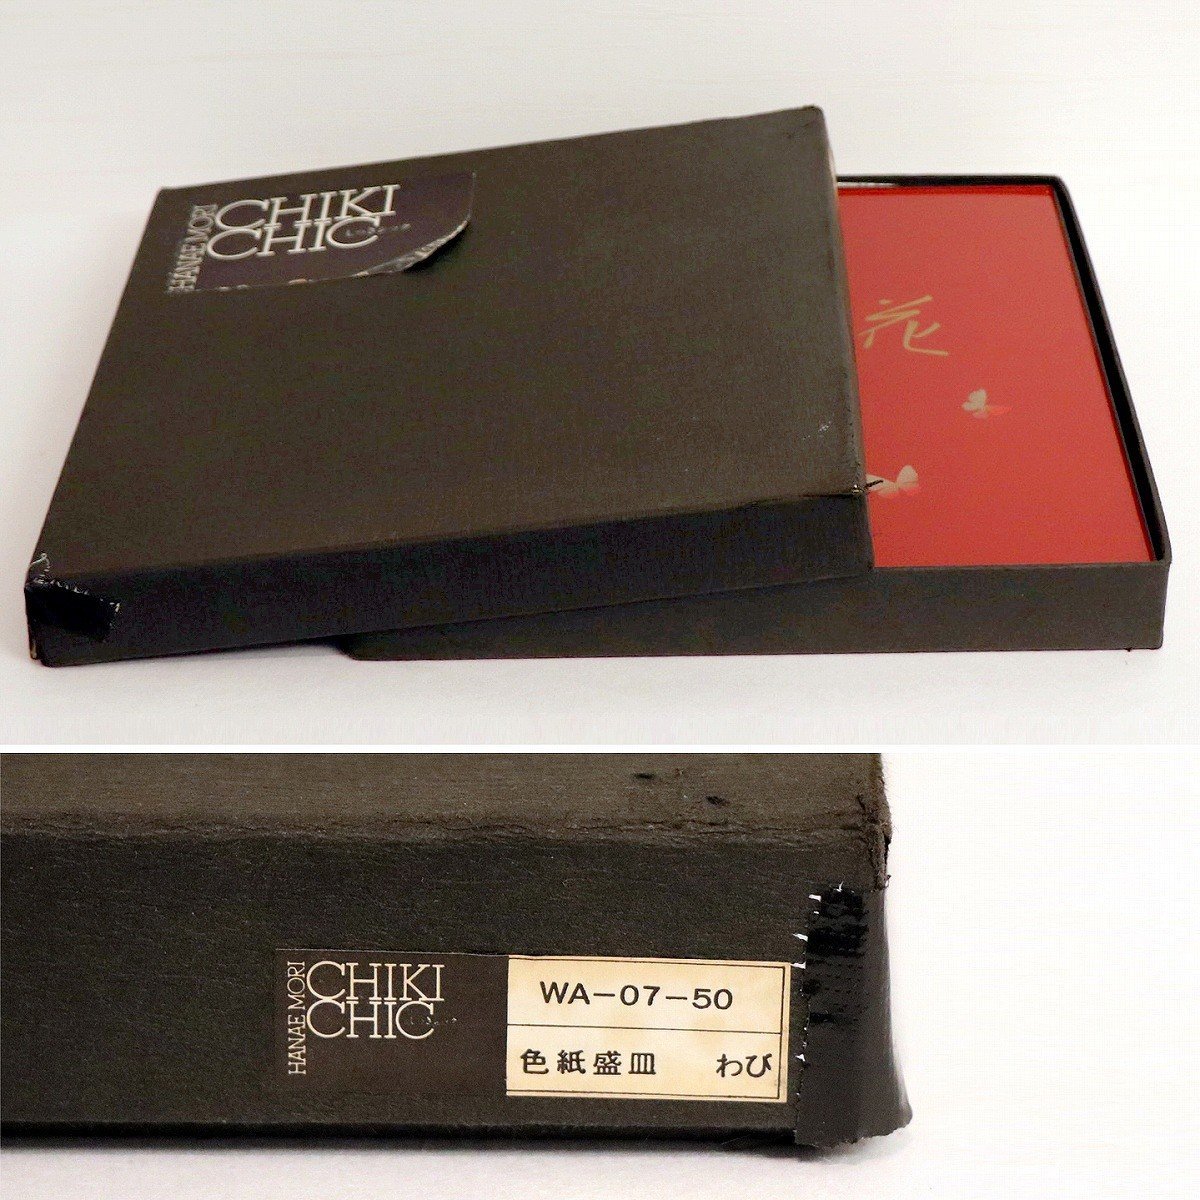 HANAE MORI
CHIKI
CHIC
花
HANAE MORI
CHIKI
CHIC
WA-07-50
色紙盛皿 わび